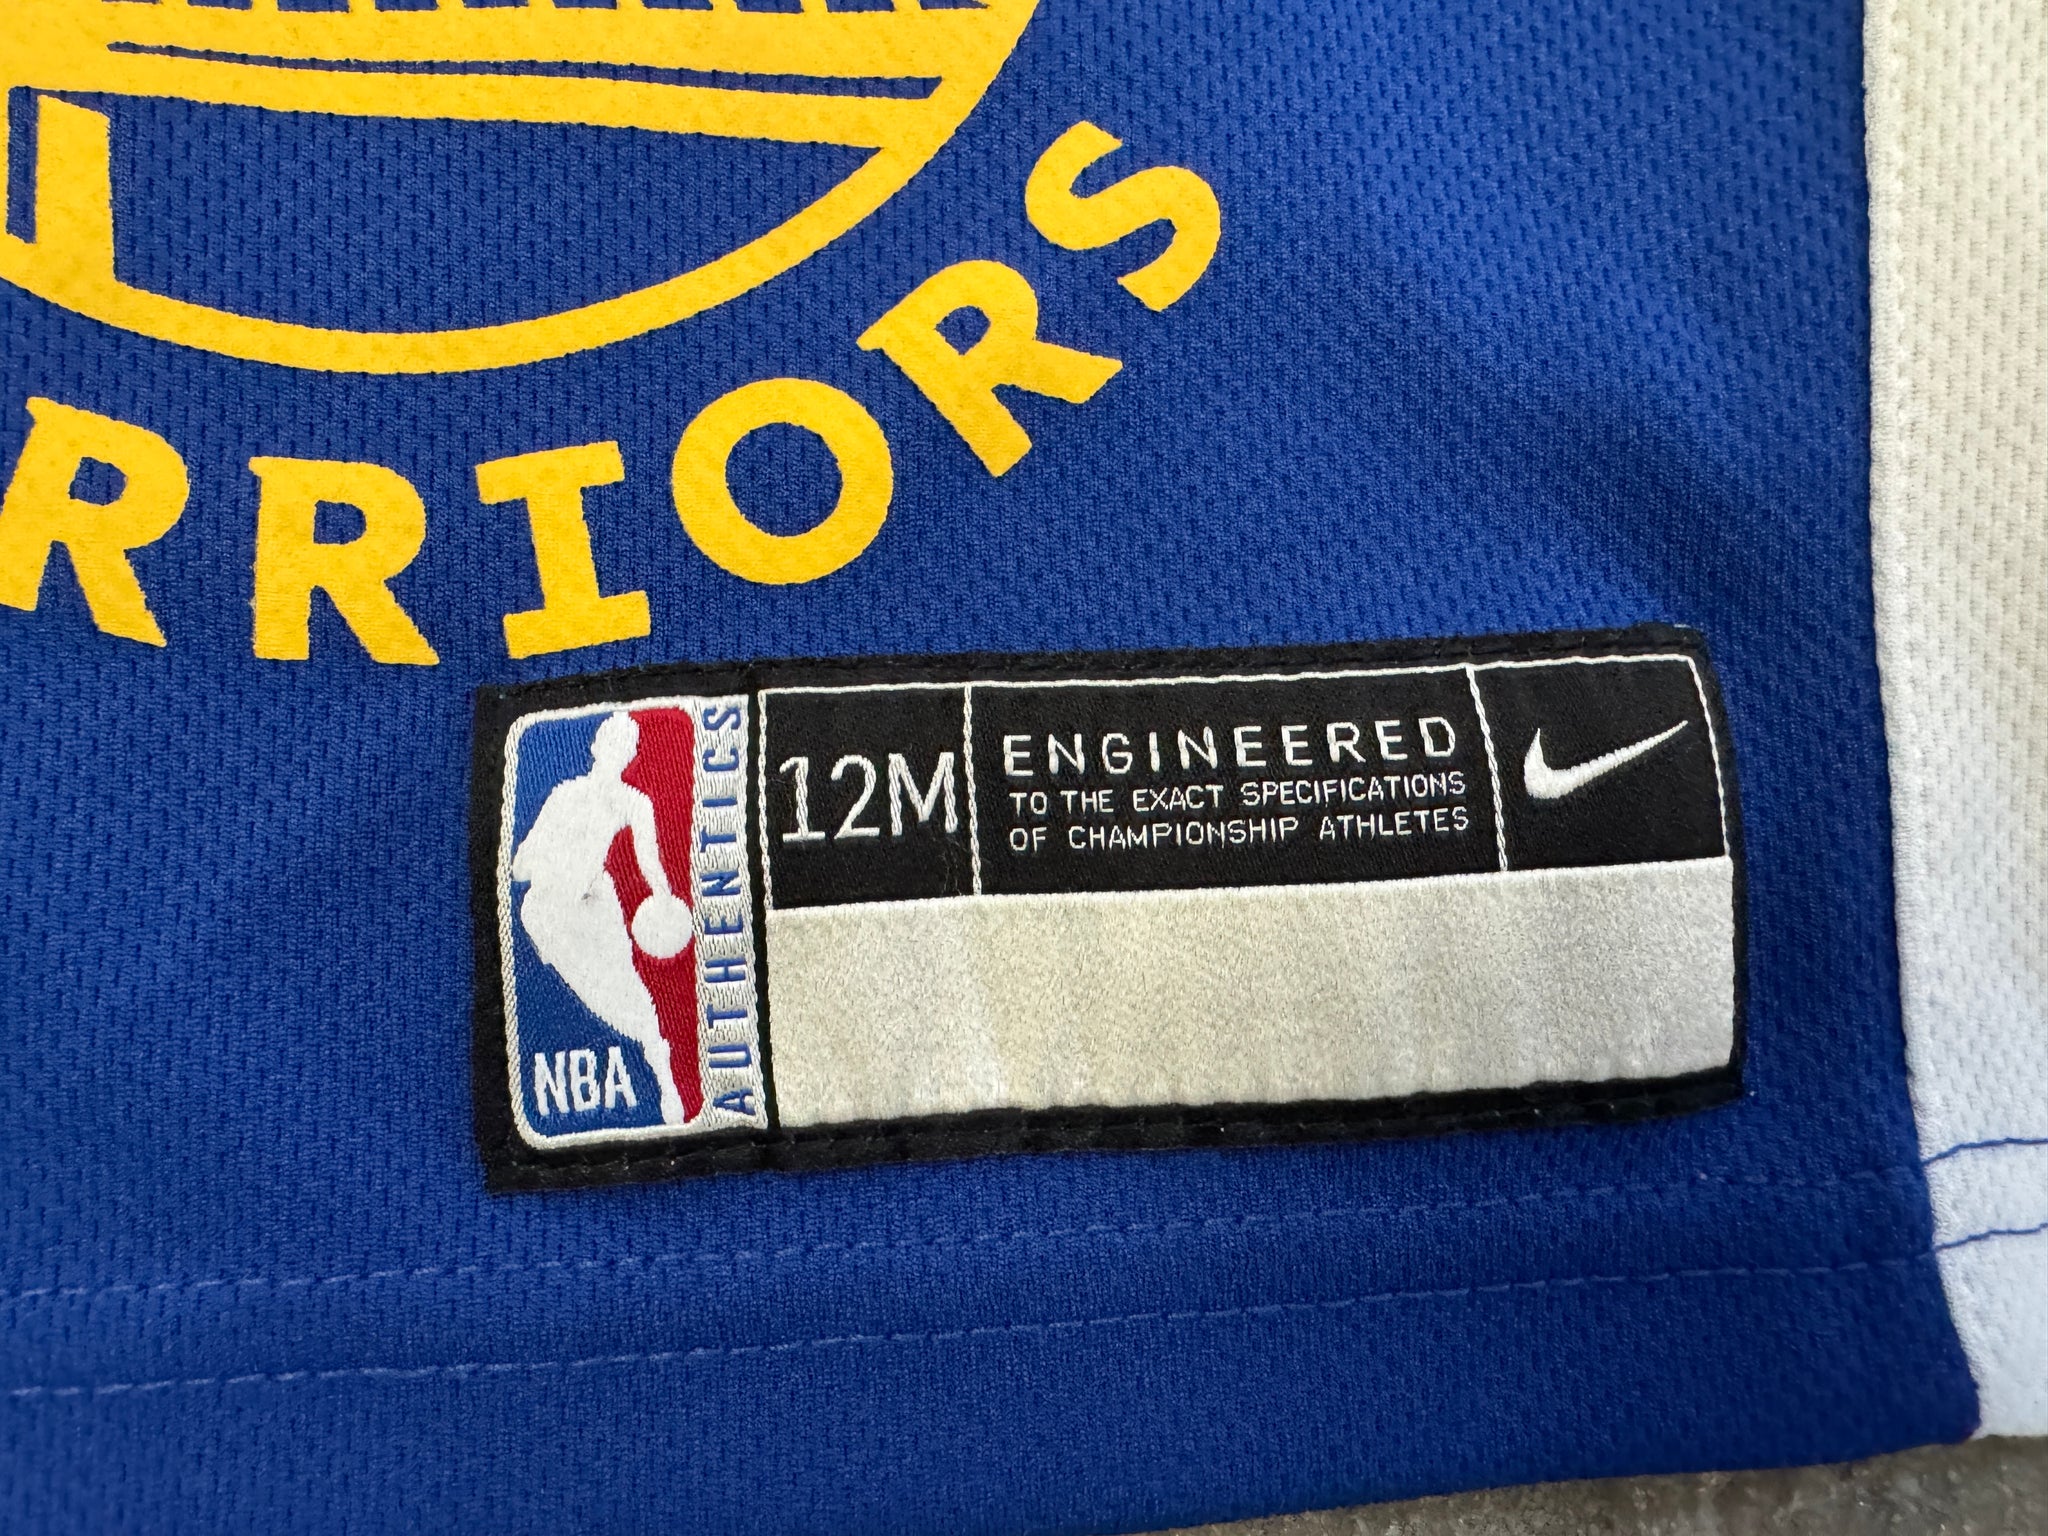 RRIORS
NBA
AUTHENTICS
12M
ENGINEERED
TO THE EXACT SPECIFICATIONS
OF CHAMPIONSHIP ATHLETES